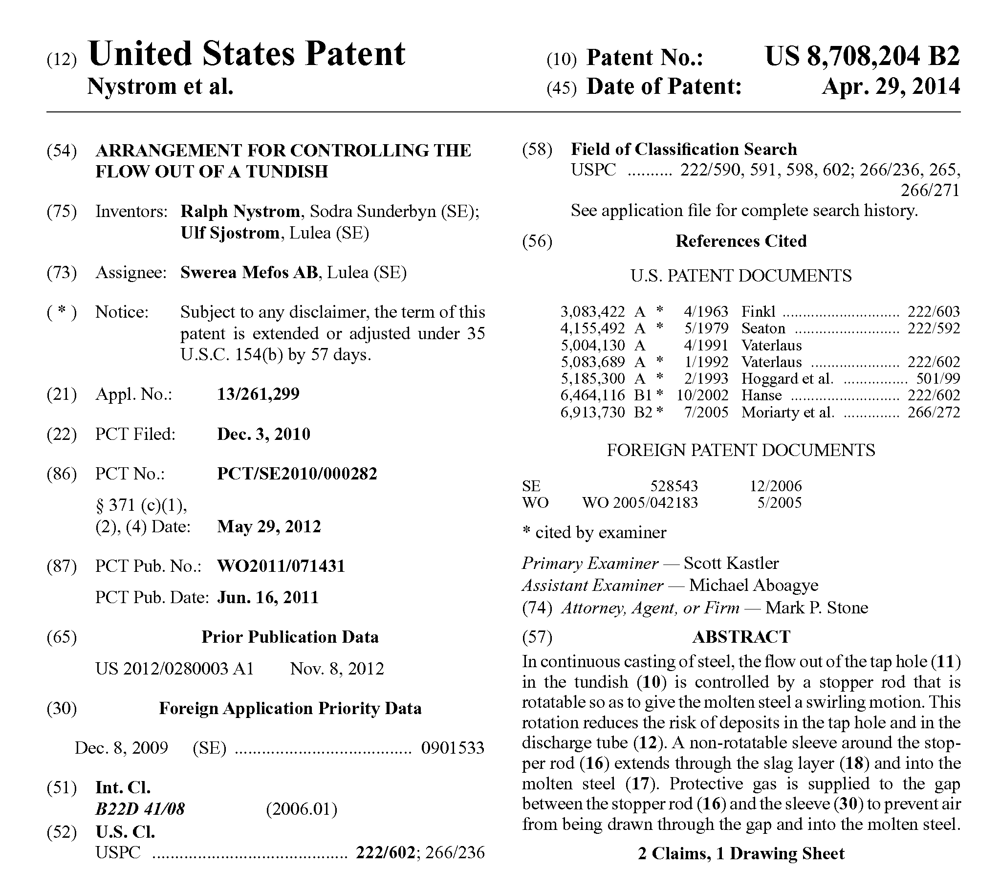 (12) United States Patent
Nystrom et al.
(10) Patent No.: US 8,708,204 B2
(45) Date of Patent: Apr. 29, 2014
(54) ARRANGEMENT FOR CONTROLLING THE
FLOW OUT OF A TUNDISH
(75) Inventors: Ralph Nystrom, Sodra Sunderbyn (SE);
Ulf Sjostrom, Lulea (SE)
(73) Assignee: Swerea Mefos AB, Lulea (SE)
( * ) Notice: Subject to any disclaimer, the term of this
patent is extended or adjusted under 35
U.S.C. 154(b) by 57 days.
(21) Appl. No.: 13/261,299
(22) PCT Filed: Dec. 3, 2010
(86) PCT No.: PCT/SE2010/000282
§ 371 (c)(1),
(2), (4) Date: May 29, 2012
(87) PCT Pub. No.: WO2011/071431
PCT Pub. Date: Jun. 16, 2011
(65) Prior Publication Data
US 2012/0280003 A1 Nov. 8, 2012
(30) Foreign Application Priority Data
Dec. 8, 2009 (SE) ....................................... 0901533
(51) Int. Cl.
B22D 41/08 (2006.01)
(52) U.S. Cl.
USPC ........................................... 222/602; 266/236
(58) Field of Classification Search
USPC .......... 222/590, 591, 598, 602; 266/236, 265,
266/271
See application file for complete search history.
(56) References Cited
U.S. PATENT DOCUMENTS
3,083,422 A * 4/1963 Finkl ............................. 222/603
4,155,492 A * 5/1979 Seaton .......................... 222/592
5,004,130 A 4/1991 Vaterlaus
5,083,689 A * 1/1992 Vaterlaus ...................... 222/602
5,185,300 A * 2/1993 Hoggard et al. ................ 501/99
6,464,116 B1 * 10/2002 Hanse ........................... 222/602
6,913,730 B2 * 7/2005 Moriarty et al. .............. 266/272
FOREIGN PATENT DOCUMENTS
SE 528543 12/2006
WO WO 2005/042183 5/2005
* cited by examiner
Primary Examiner — Scott Kastler
Assistant Examiner — Michael Aboagye
(74) Attorney, Agent, or Firm — Mark P. Stone
(57) ABSTRACT
In continuous casting of steel, the flow out of the tap hole (11)
in the tundish (10) is controlled by a stopper rod that is
rotatable so as to give the molten steel a swirling motion. This
rotation reduces the risk of deposits in the tap hole and in the
discharge tube (12). A non-rotatable sleeve around the stop-
per rod (16) extends through the slag layer (18) and into the
molten steel (17). Protective gas is supplied to the gap
between the stopper rod (16) and the sleeve (30) to prevent air
from being drawn through the gap and into the molten steel.
2 Claims, 1 Drawing Sheet